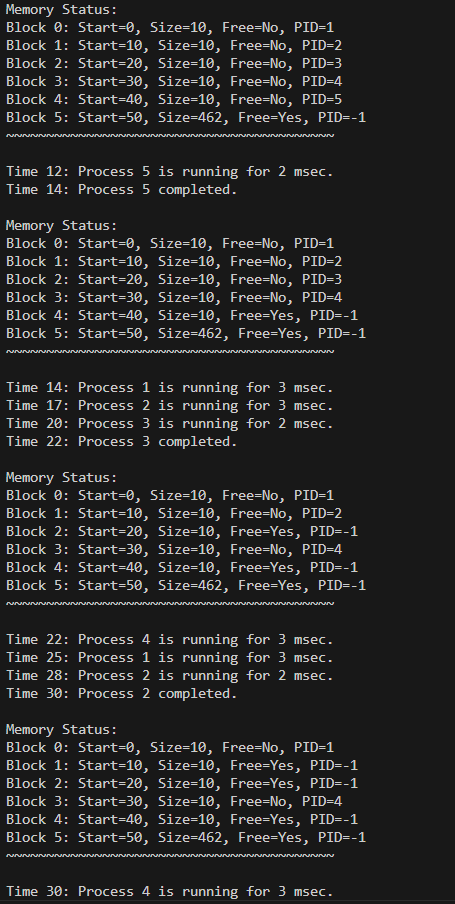 Memory Status:
Block 0: Start=0, Size=10, Free=No, PID=1
Block 1: Start=10, Size=10, Free=No, PID=2
Block 2: Start=20, Size=10, Free=No, PID=3
Block 3: Start=30, Size=10, Free=No, PID=4
Block 4: Start=40, Size=10, Free=No, PID=5
Block 5: Start=50, Size=462, Free=Yes, PID=-1
~~~~~~~~~~~~~~~~~~~~~~~~~~~~~~~~~~~~~~~~~
Time 12: Process 5 is running for 2 msec.
Time 14: Process 5 completed.
Memory Status:
Block 0: Start=0, Size=10, Free=No, PID=1
Block 1: Start=10, Size=10, Free=No, PID=2
Block 2: Start=20, Size=10, Free=No, PID=3
Block 3: Start=30, Size=10, Free=No, PID=4
Block 4: Start=40, Size=10, Free=Yes, PID=-1
Block 5: Start=50, Size=462, Free=Yes, PID=-1
~~~~~~~~~~~~~~~~~~~~~~~~~~~~~~~~~~~~~~~~~
Time 14: Process 1 is running for 3 msec.
Time 17: Process 2 is running for 3 msec.
Time 20: Process 3 is running for 2 msec.
Time 22: Process 3 completed.
Memory Status:
Block 0: Start=0, Size=10, Free=No, PID=1
Block 1: Start=10, Size=10, Free=No, PID=2
Block 2: Start=20, Size=10, Free=Yes, PID=-1
Block 3: Start=30, Size=10, Free=No, PID=4
Block 4: Start=40, Size=10, Free=Yes, PID=-1
Block 5: Start=50, Size=462, Free=Yes, PID=-1
~~~~~~~~~~~~~~~~~~~~~~~~~~~~~~~~~~~~~~~~~
Time 22: Process 4 is running for 3 msec.
Time 25: Process 1 is running for 3 msec.
Time 28: Process 2 is running for 2 msec.
Time 30: Process 2 completed.
Memory Status:
Block 0: Start=0, Size=10, Free=No, PID=1
Block 1: Start=10, Size=10, Free=Yes, PID=-1
Block 2: Start=20, Size=10, Free=Yes, PID=-1
Block 3: Start=30, Size=10, Free=No, PID=4
Block 4: Start=40, Size=10, Free=Yes, PID=-1
Block 5: Start=50, Size=462, Free=Yes, PID=-1
~~~~~~~~~~~~~~~~~~~~~~~~~~~~~~~~~~~~~~~~~
Time 30: Process 4 is running for 3 msec.